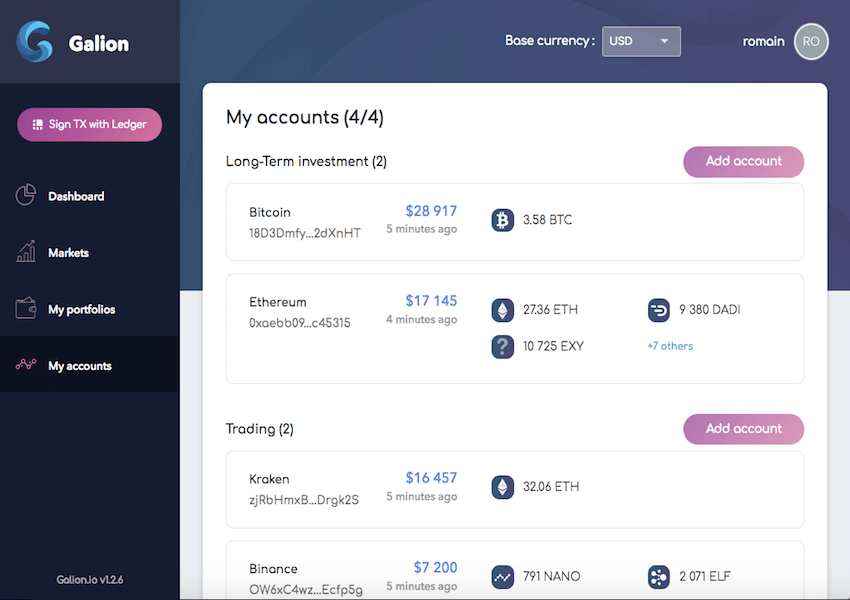 Galion
Base currency :
USD
romain
RO
Sign TX with Ledger
Dashboard
Markets
My portfolios
My accounts
Galion.io v1.2.6
My accounts (4/4)
Long-Term investment (2)
Add account
Bitcoin
18D3Dmfy...2dXnHT
$28 917
5 minutes ago
3.58 BTC
Ethereum
0xaebb09...c45315
$17 145
4 minutes ago
27.36 ETH
9 380 DADI
10 725 EXY
+7 others
Trading (2)
Add account
Kraken
zjRbHmxB...Drgk2S
$16 457
5 minutes ago
32.06 ETH
Binance
OW6xC4wz...Ecfp5g
$7 200
5 minutes ago
791 NANO
2 071 ELF